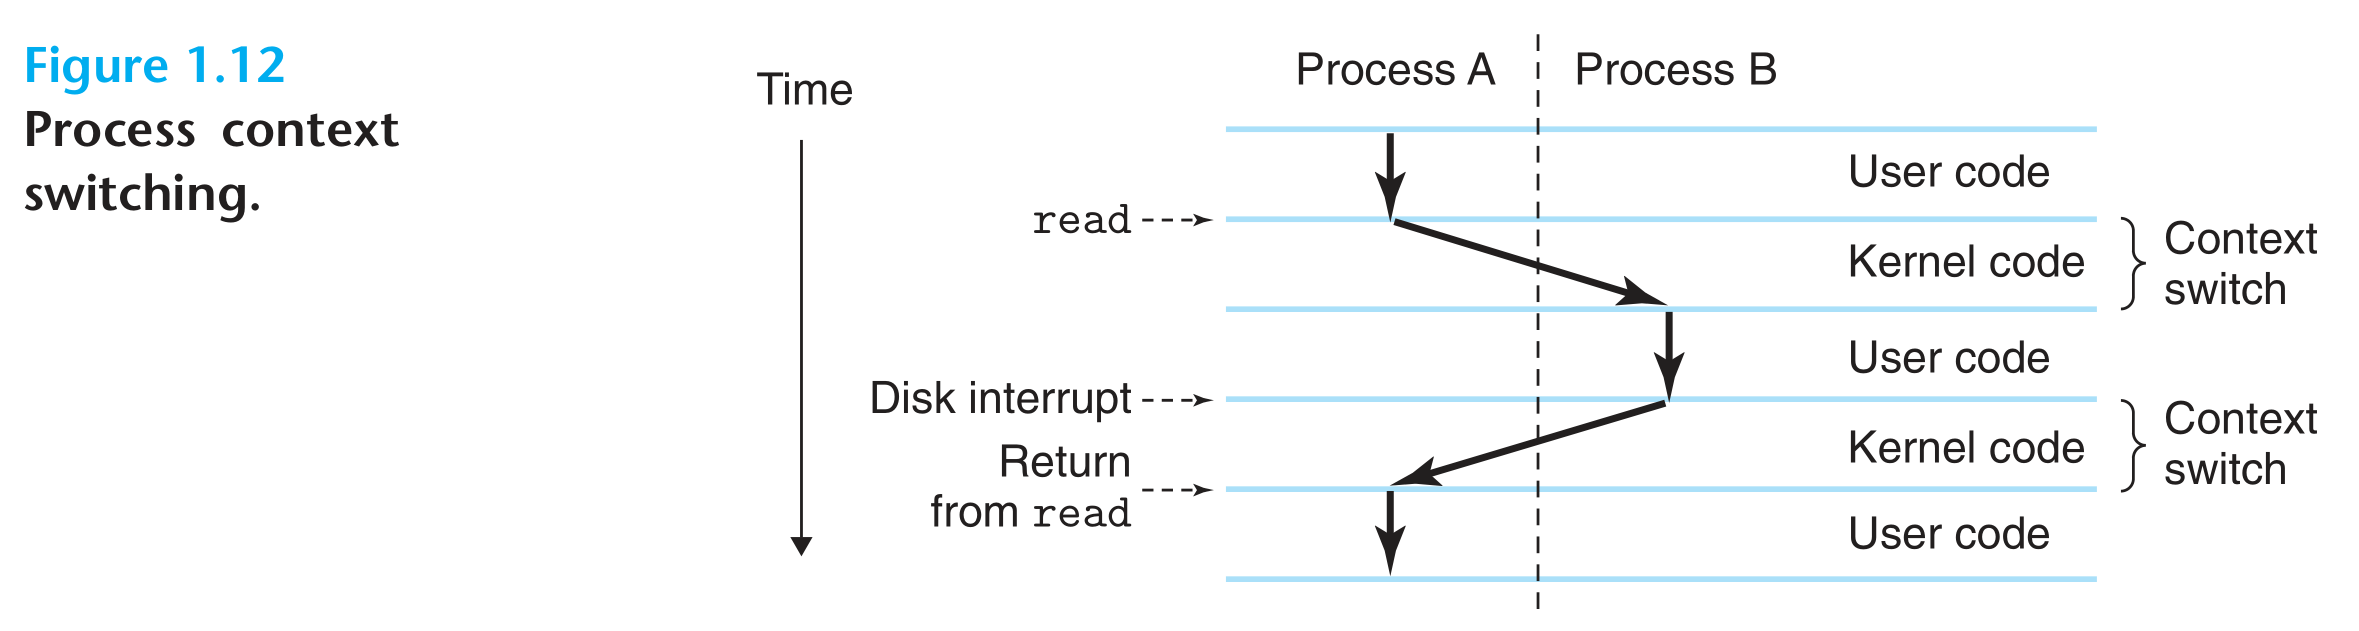 Figure 1.12
Process context
switching.
Time
Process A
Process B
User code
read
Kernel code
Context
switch
User code
Disk interrupt
Kernel code
Context
switch
Return
from read
User code